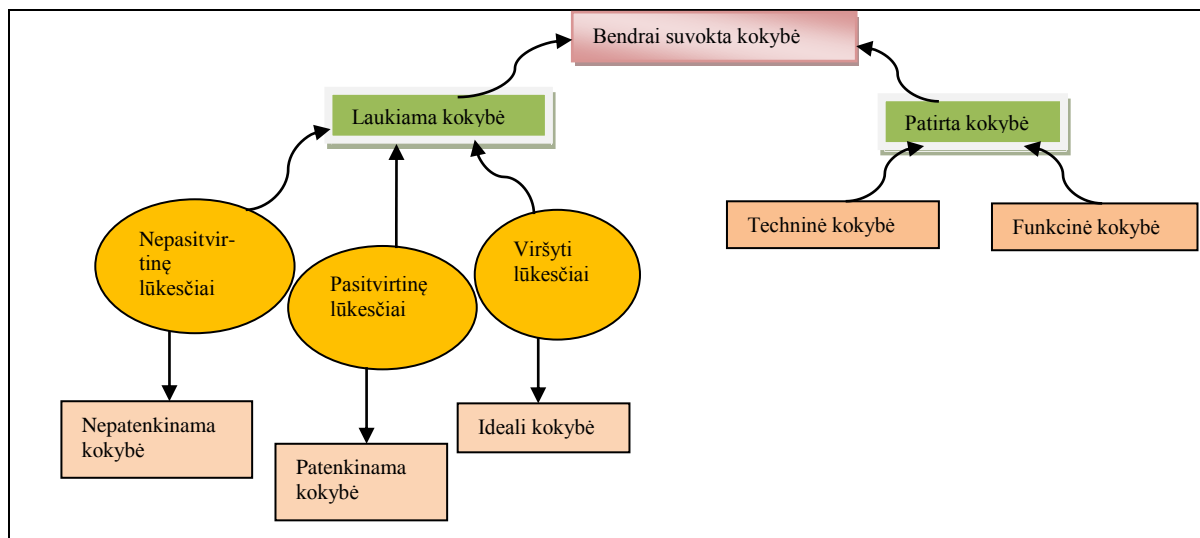 Bendrai suvokta kokybė
Laukiama kokybė
Patirta kokybė
Nepasitvir-
tinę
lūkesčiai
Pasitvirtinę
lūkesčiai
Viršyti
lūkesčiai
Techninė kokybė
Funkcinė kokybė
Nepatenkinama
kokybė
Patenkinama
kokybė
Ideali kokybė